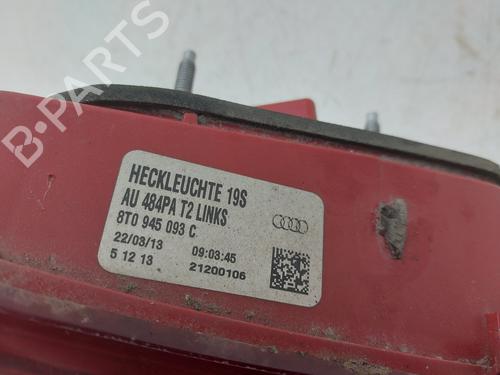 B-PARTS
HECKLEUCHTE 19S
AU 484PA T2 LINKS
8T0 945 093 C
22/03/13 09:03:45
5 12 13 21200106